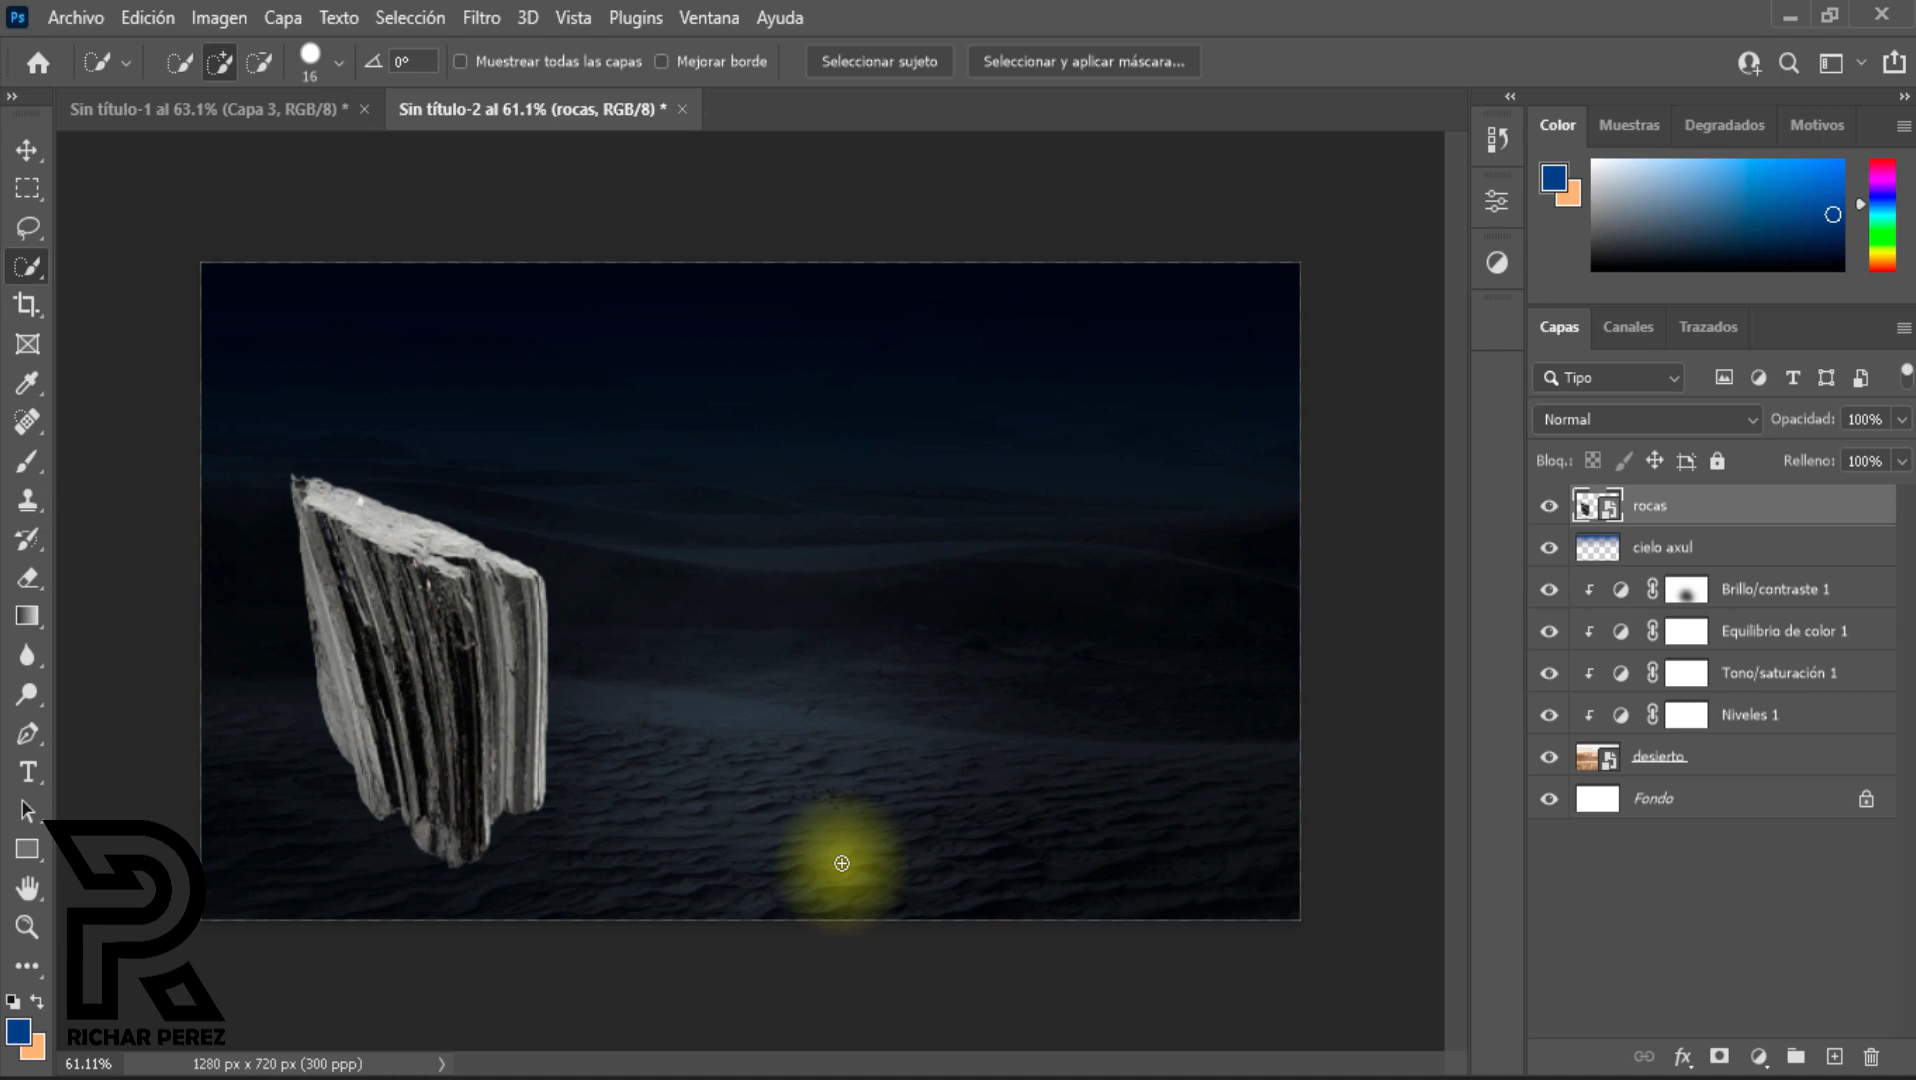 Ps Archivo Edición Imagen Capa Texto Selección Filtro 3D Vista Plugins Ventana Ayuda
16 0° Muestrear todas las capas Mejorar borde Seleccionar sujeto Seleccionar y aplicar máscara...
Sin título-1 al 63.1% (Capa 3, RGB/8) * Sin título-2 al 61.1% (rocas, RGB/8) *
Color Muestras Degradados Motivos
Capas Canales Trazados
Tipo
Normal Opacidad: 100%
Bloq.: Relleno: 100%
rocas
cielo axul
Brillo/contraste 1
Equilibrio de color 1
Tono/saturación 1
Niveles 1
desierto
Fondo
RICHAR PEREZ
61.11% 1280 px x 720 px (300 ppp)